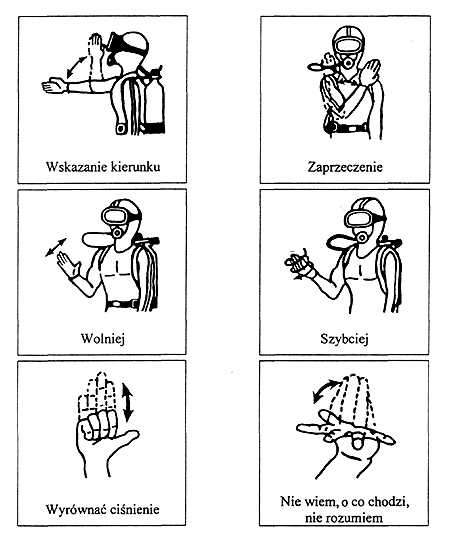 Wskazanie kierunku
Zaprzeczenie
Wolniej
Szybciej
Wyrównać ciśnienie
Nie wiem, o co chodzi,
nie rozumiem